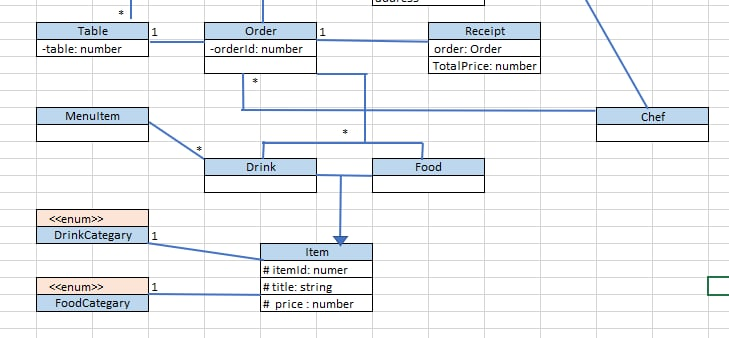 address
*
Table
1
Order
1
Receipt
-table: number
-orderId: number
order: Order
TotalPrice: number
*
MenuItem
Chef
*
*
Drink
Food
<<enum>>
DrinkCategary
1
Item
# itemId: numer
<<enum>>
1
# title: string
FoodCategary
# price : number